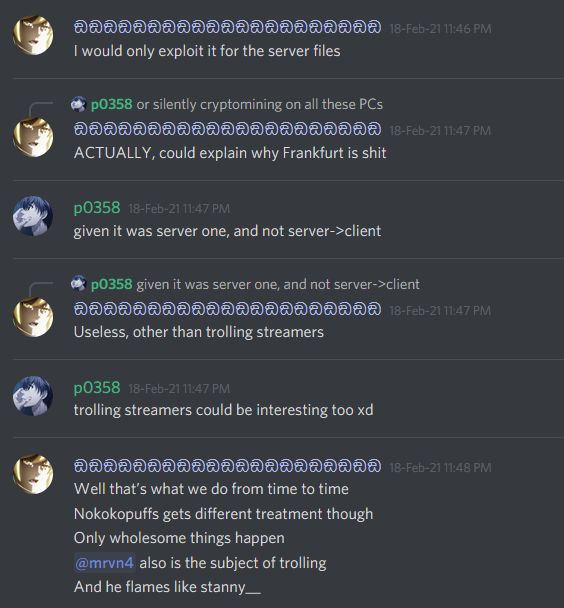 ඞඞඞඞඞඞඞඞඞඞඞඞඞඞඞඞඞඞඞඞඞ 18-Feb-21 11:46 PM
I would only exploit it for the server files
p0358 or silently cryptomining on all these PCs
ඞඞඞඞඞඞඞඞඞඞඞඞඞඞඞඞඞඞඞඞඞ 18-Feb-21 11:47 PM
ACTUALLY, could explain why Frankfurt is shit
p0358 18-Feb-21 11:47 PM
given it was server one, and not server->client
p0358 given it was server one, and not server->client
ඞඞඞඞඞඞඞඞඞඞඞඞඞඞඞඞඞඞඞඞඞ 18-Feb-21 11:47 PM
Useless, other than trolling streamers
p0358 18-Feb-21 11:47 PM
trolling streamers could be interesting too xd
ඞඞඞඞඞඞඞඞඞඞඞඞඞඞඞඞඞඞඞඞඞ 18-Feb-21 11:48 PM
Well that's what we do from time to time
Nokokopuffs gets different treatment though
Only wholesome things happen
@mrvn4 also is the subject of trolling
And he flames like stanny__